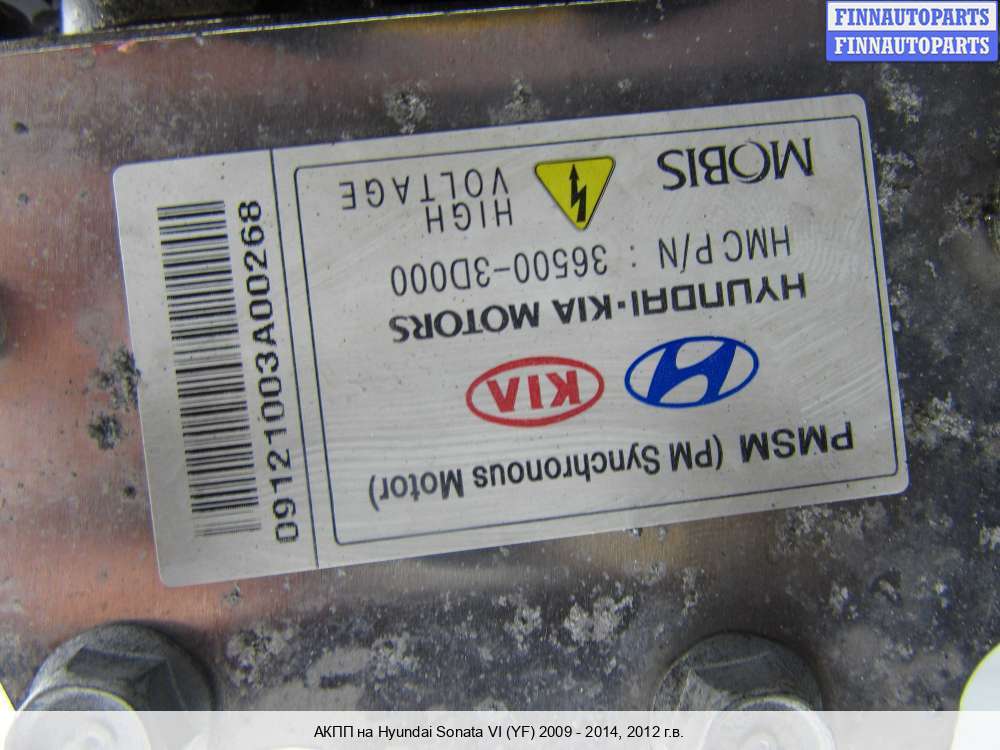 FINNAUTOPARTS
FINNAUTOPARTS
PMSM (PM Synchronous Motor)
KIA
HYUNDAI·KIA MOTORS
HMC P/N : 36500-3D000
HIGH
VOLTAGE
MOBIS
09121003A00268
АКПП на Hyundai Sonata VI (YF) 2009 - 2014, 2012 г.в.